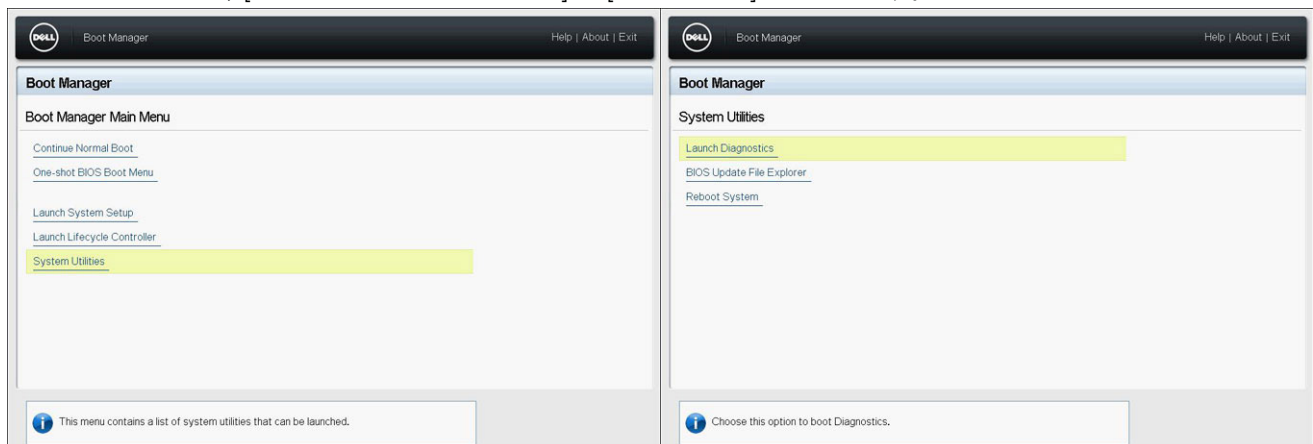 DELL
Boot Manager
Help | About | Exit
Boot Manager
Boot Manager Main Menu
Continue Normal Boot
One-shot BIOS Boot Menu
Launch System Setup
Launch Lifecycle Controller
System Utilities
This menu contains a list of system utilities that can be launched.
DELL
Boot Manager
Help | About | Exit
Boot Manager
System Utilities
Launch Diagnostics
BIOS Update File Explorer
Reboot System
Choose this option to boot Diagnostics.